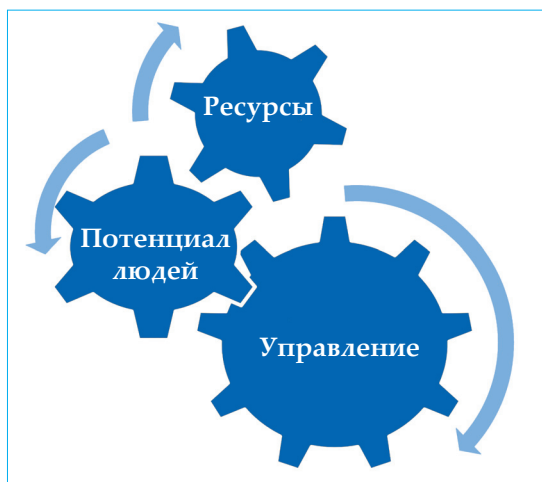 Ресурсы
Потенциал
людей
Управление